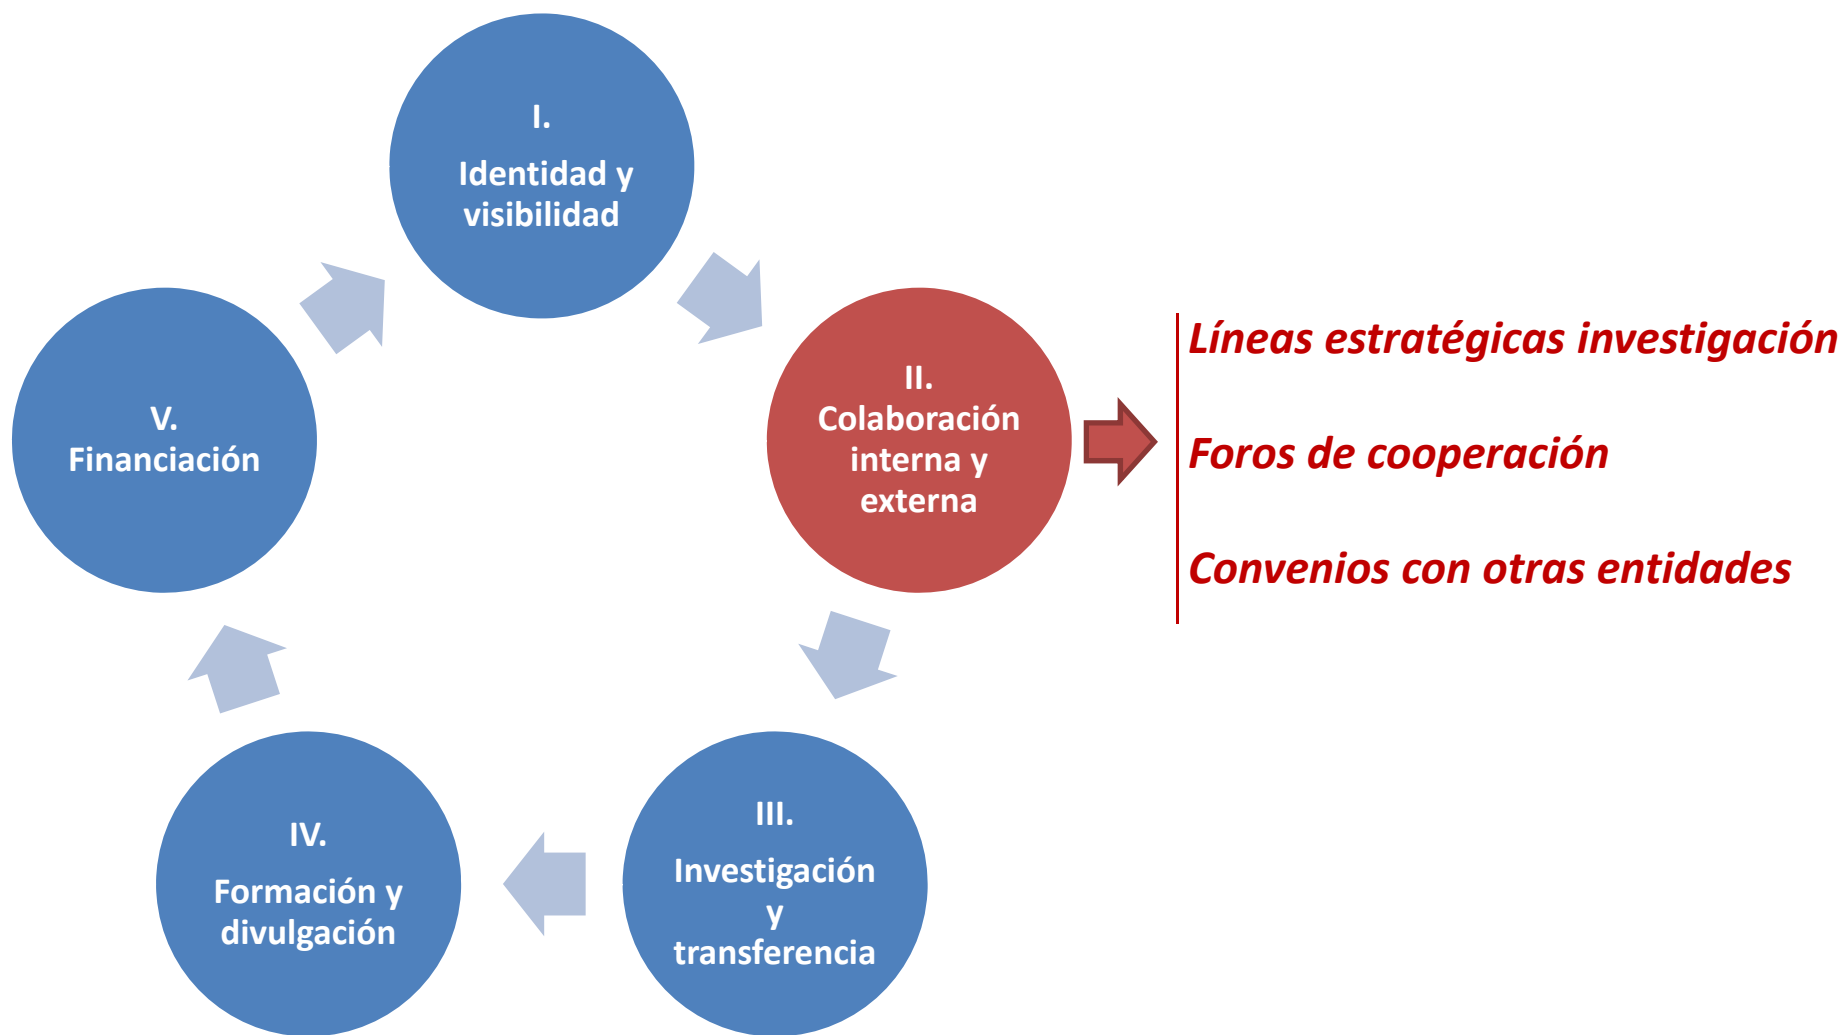 I.
Identidad y
visibilidad
II.
Colaboración
interna y
externa
Líneas estratégicas investigación
Foros de cooperación
Convenios con otras entidades
III.
Investigación
y
transferencia
IV.
Formación y
divulgación
V.
Financiación